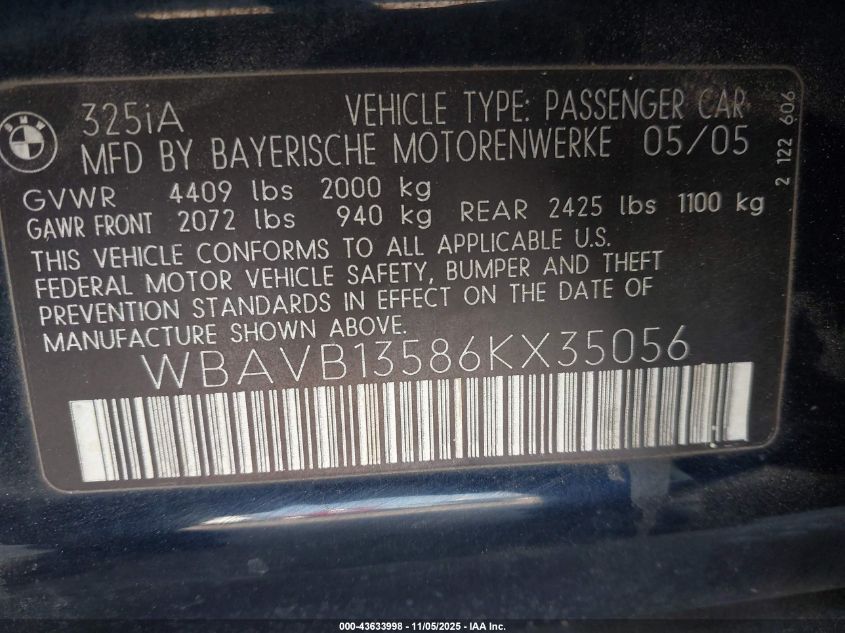 BMW
325iA VEHICLE TYPE: PASSENGER CAR
MFD BY BAYERISCHE MOTORENWERKE 05/05
GVWR 4409 lbs 2000 kg
GAWR FRONT 2072 lbs 940 kg REAR 2425 lbs 1100 kg
THIS VEHICLE CONFORMS TO ALL APPLICABLE U.S.
FEDERAL MOTOR VEHICLE SAFETY, BUMPER AND THEFT
PREVENTION STANDARDS IN EFFECT ON THE DATE OF
MANUFACTURE SHOWN ABOVE.
WBAVB13586KX35056
2 122 606
000-43633998 - 11/05/2025 - IAA Inc.